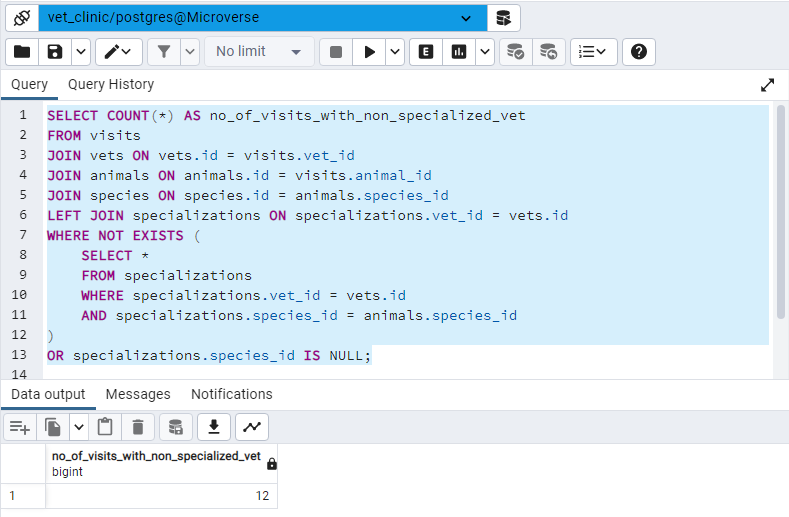 vet_clinic/postgres@Microverse
No limit
E
Query Query History
1 SELECT COUNT(*) AS no_of_visits_with_non_specialized_vet
2 FROM visits
3 JOIN vets ON vets.id = visits.vet_id
4 JOIN animals ON animals.id = visits.animal_id
5 JOIN species ON species.id = animals.species_id
6 LEFT JOIN specializations ON specializations.vet_id = vets.id
7 WHERE NOT EXISTS (
8 SELECT *
9 FROM specializations
10 WHERE specializations.vet_id = vets.id
11 AND specializations.species_id = animals.species_id
12 )
13 OR specializations.species_id IS NULL;
14
Data output Messages Notifications
no_of_visits_with_non_specialized_vet
bigint
1 12